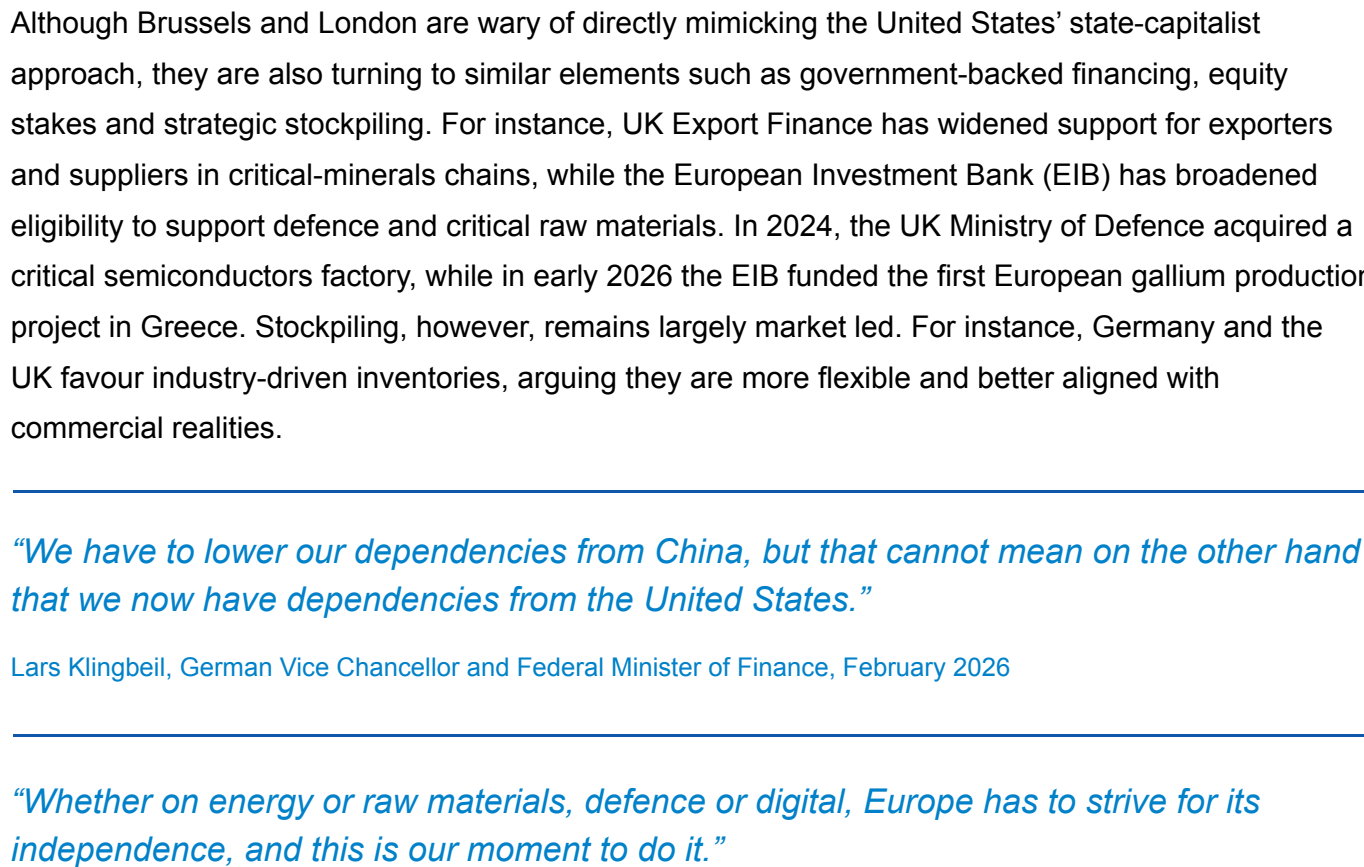 Although Brussels and London are wary of directly mimicking the United States’ state-capitalist
approach, they are also turning to similar elements such as government-backed financing, equity
stakes and strategic stockpiling. For instance, UK Export Finance has widened support for exporters
and suppliers in critical-minerals chains, while the European Investment Bank (EIB) has broadened
eligibility to support defence and critical raw materials. In 2024, the UK Ministry of Defence acquired a
critical semiconductors factory, while in early 2026 the EIB funded the first European gallium production
project in Greece. Stockpiling, however, remains largely market led. For instance, Germany and the
UK favour industry-driven inventories, arguing they are more flexible and better aligned with
commercial realities.
“We have to lower our dependencies from China, but that cannot mean on the other hand
that we now have dependencies from the United States.”
Lars Klingbeil, German Vice Chancellor and Federal Minister of Finance, February 2026
“Whether on energy or raw materials, defence or digital, Europe has to strive for its
independence, and this is our moment to do it.”